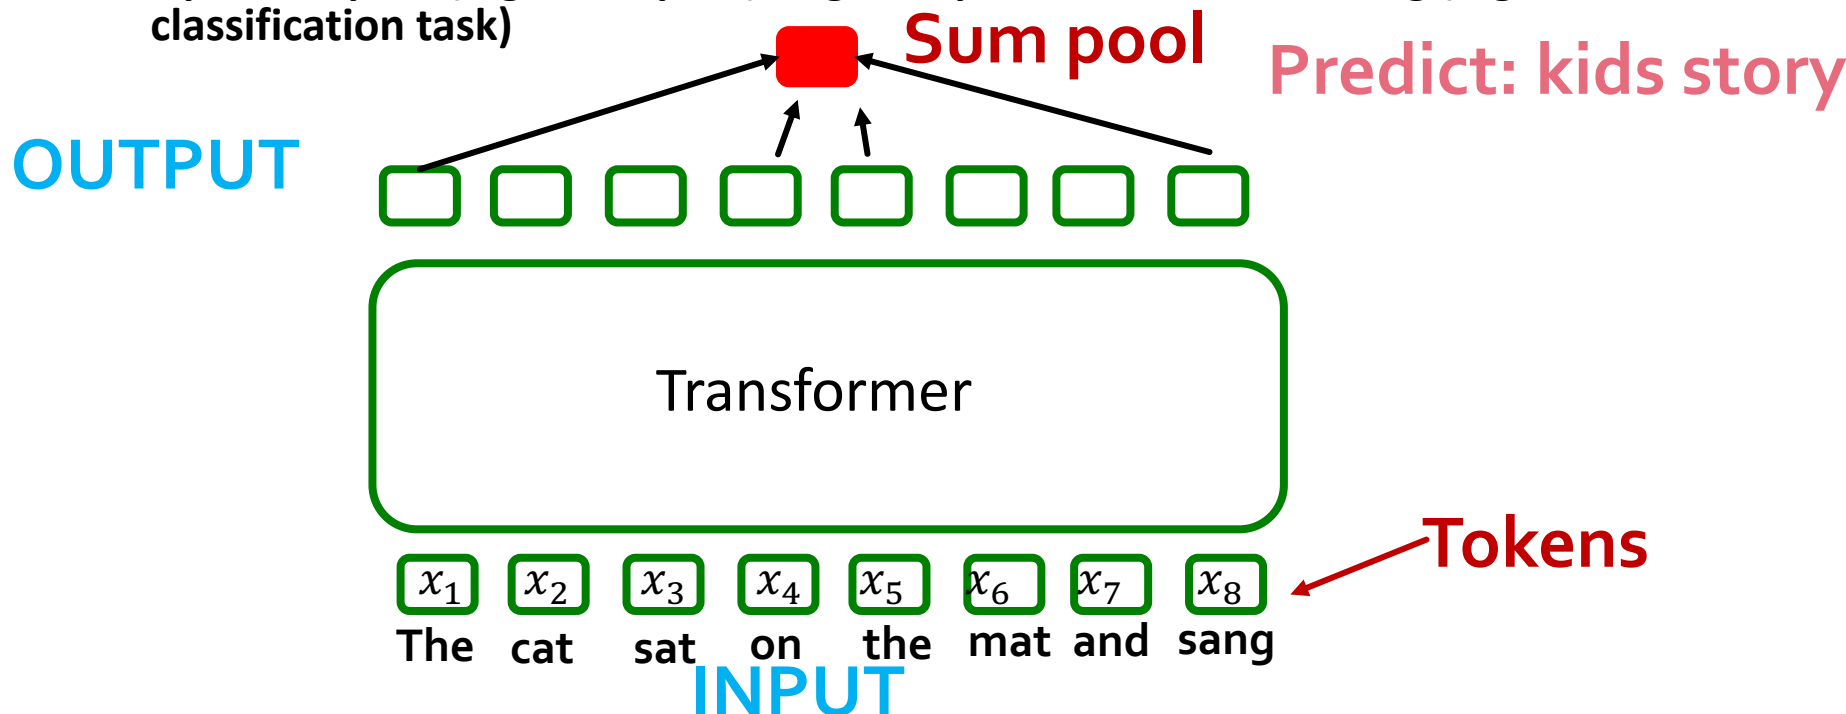 classification task)
Sum pool
Predict: kids story
OUTPUT
Transformer
Tokens
x₁ x₂ x₃ x₄ x₅ x₆ x₇ x₈
The cat sat on the mat and sang
INPUT